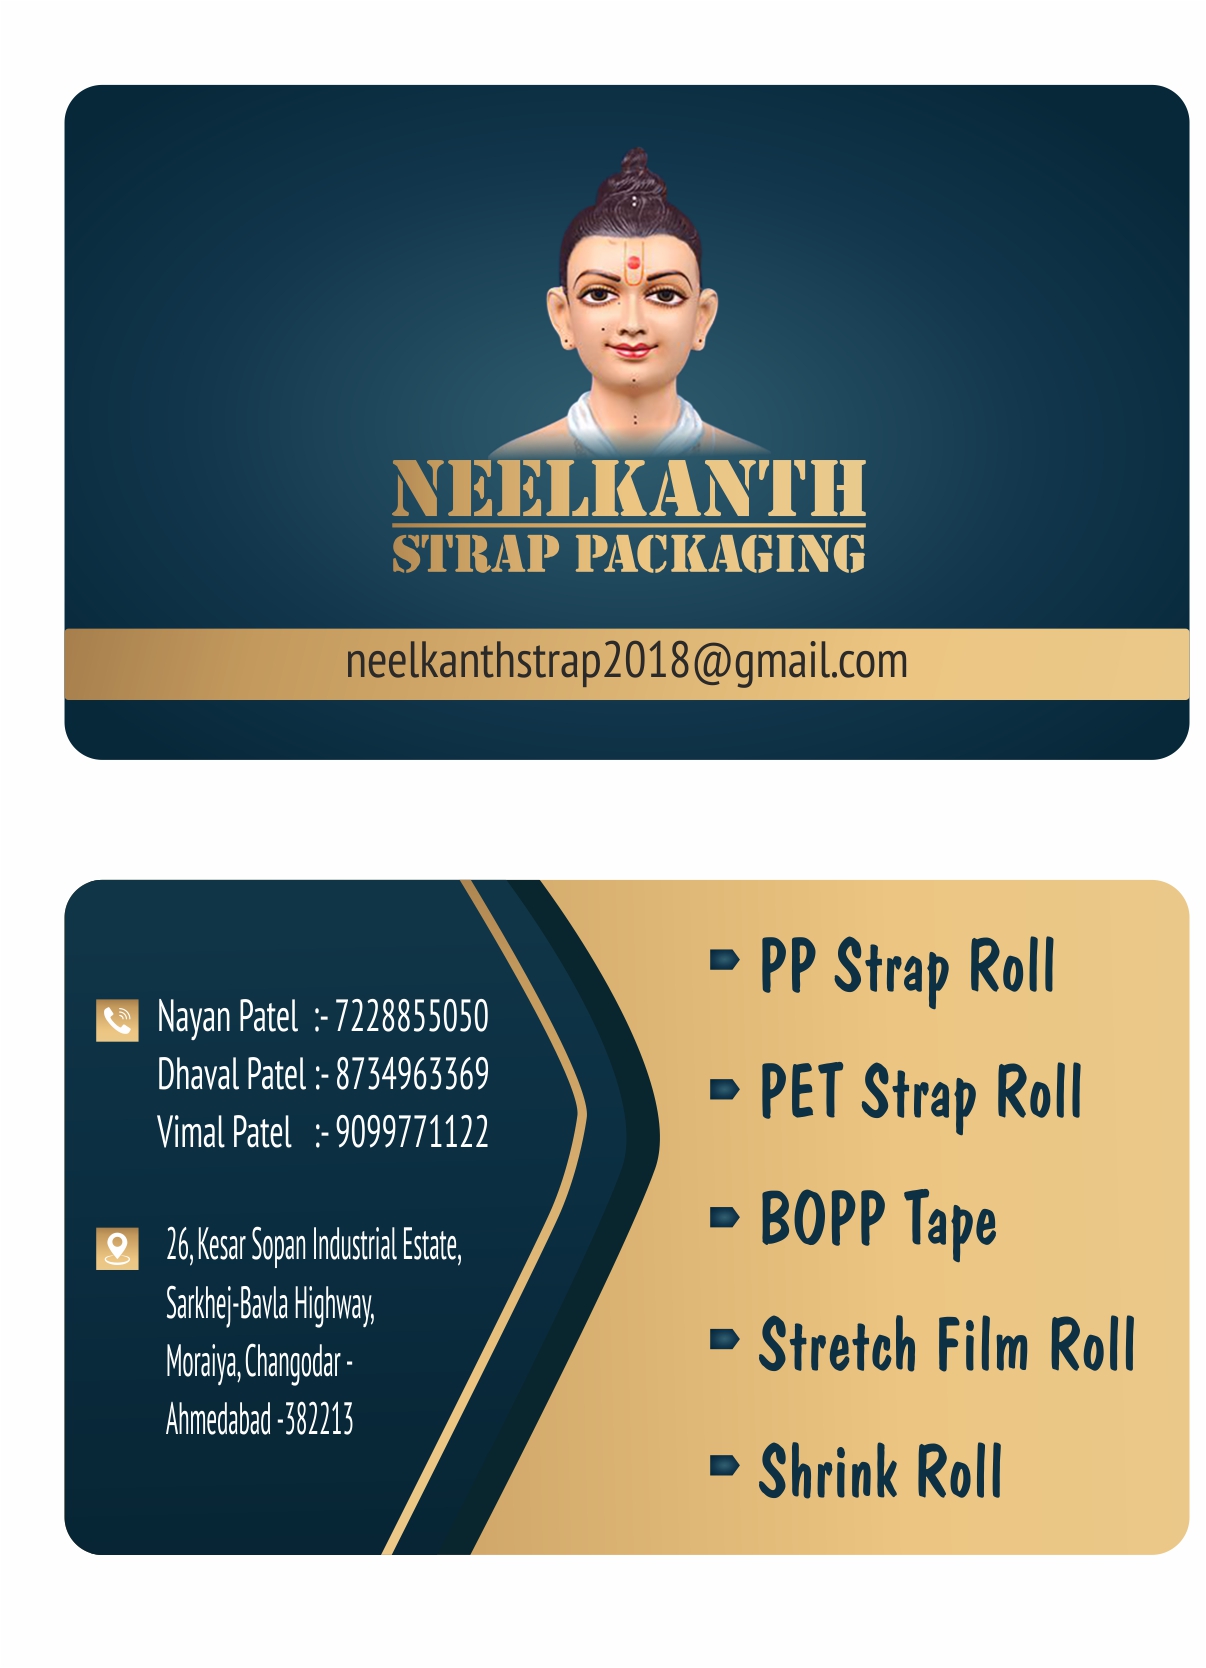 NEELKANTH
STRAP PACKAGING
neelkanthstrap2018@gmail.com
Nayan Patel :- 7228855050
Dhaval Patel :- 8734963369
Vimal Patel :- 9099771122
26, Kesar Sopan Industrial Estate,
Sarkhej-Bavla Highway,
Moraiya, Changodar -
Ahmedabad -382213
PP Strap Roll
PET Strap Roll
BOPP Tape
Stretch Film Roll
Shrink Roll